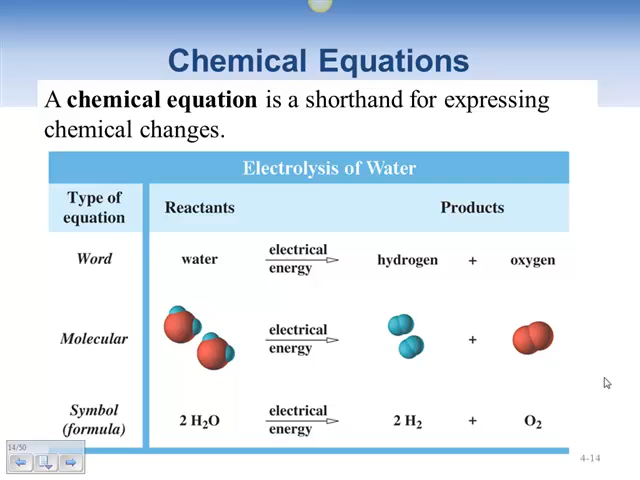 Chemical Equations
A chemical equation is a shorthand for expressing
chemical changes.
Electrolysis of Water
Type of
equation
Reactants
Products
Word
water
electrical
energy
hydrogen + oxygen
Molecular
electrical
energy
+
Symbol
(formula)
2 H₂O
electrical
energy
2 H₂ + O₂
14/50
4-14